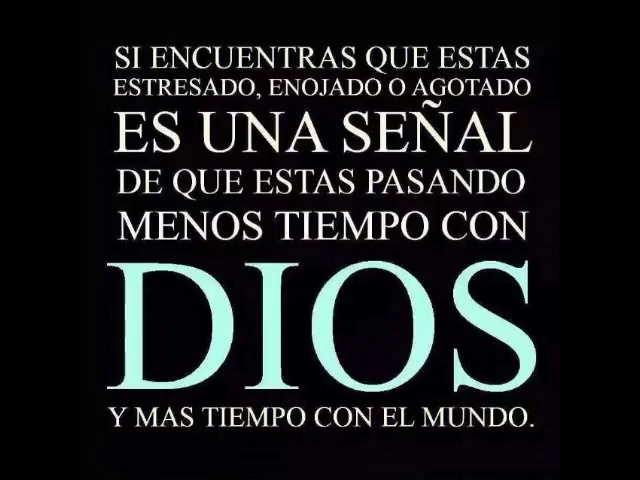 SI ENCUENTRAS QUE ESTAS
ESTRESADO, ENOJADO O AGOTADO
ES UNA SEÑAL
DE QUE ESTAS PASANDO
MENOS TIEMPO CON
DIOS
Y MAS TIEMPO CON EL MUNDO.